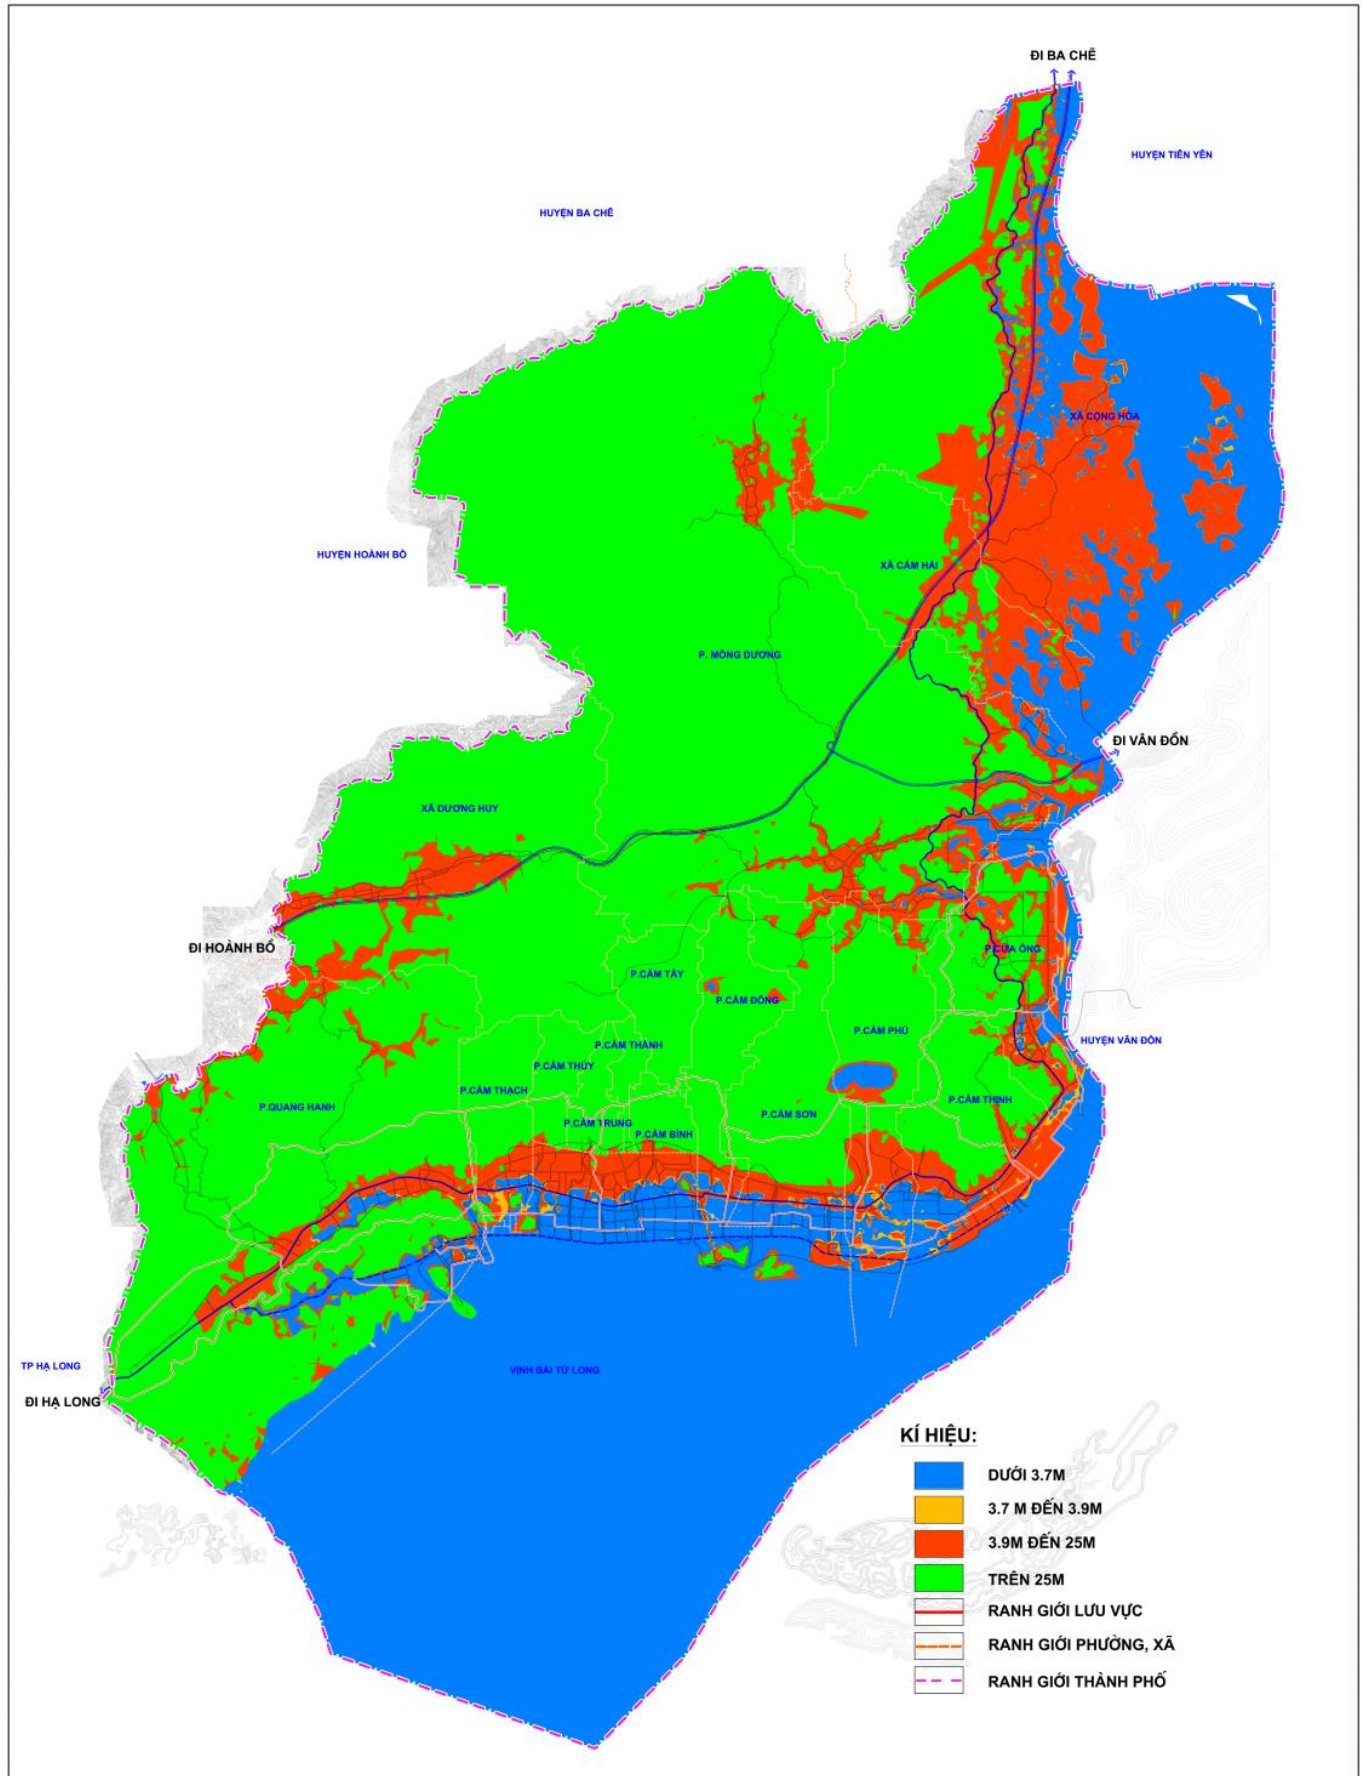 ĐI BA CHẼ
HUYỆN TIÊN YÊN
HUYỆN BA CHẼ
XÃ CỌNG HÒA
HUYỆN HOÀNH BÒ
XÃ CẨM HẢI
P. MÔNG DƯƠNG
ĐI VÂN ĐỒN
XÃ DƯƠNG HUY
ĐI HOÀNH BỒ
P.CỬA ÔNG
P.CẨM TÂY
P.CẨM ĐÔNG
P.CẨM PHÚ
HUYỆN VÂN ĐỒN
P.CẨM THÀNH
P.CẨM THỦY
P.CẨM THẠCH
P.QUANG HANH
P.CẨM THỊNH
P.CẨM SƠN
P.CẨM TRUNG
P.CẨM BÌNH
TP HẠ LONG
VỊNH BÁI TỬ LONG
ĐI HẠ LONG
KÍ HIỆU:
DƯỚI 3.7M
3.7 M ĐẾN 3.9M
3.9M ĐẾN 25M
TRÊN 25M
RANH GIỚI LƯU VỰC
RANH GIỚI PHƯỜNG, XÃ
RANH GIỚI THÀNH PHỐ